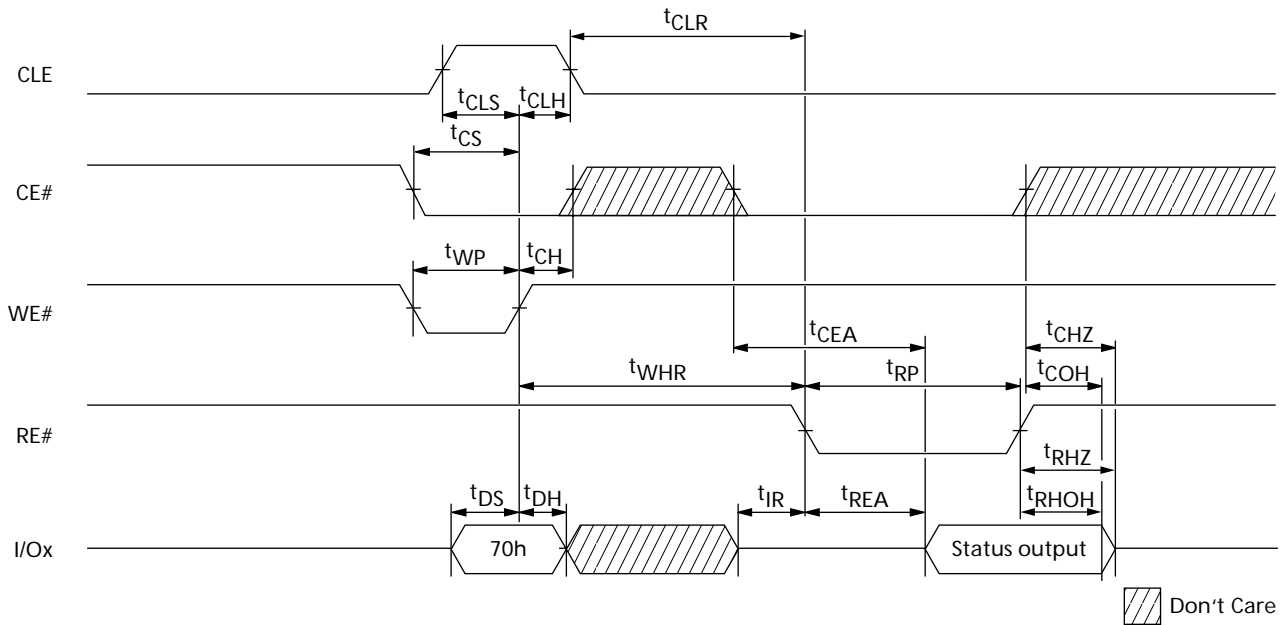 tCLR
CLE
tCLS tCLH
tCS
CE#
tWP tCH
WE#
tCEA tCHZ
tWHR tRP tCOH
RE#
tRHZ
tDS tDH tIR tREA tRHOH
I/Ox 70h Status output
Don't Care